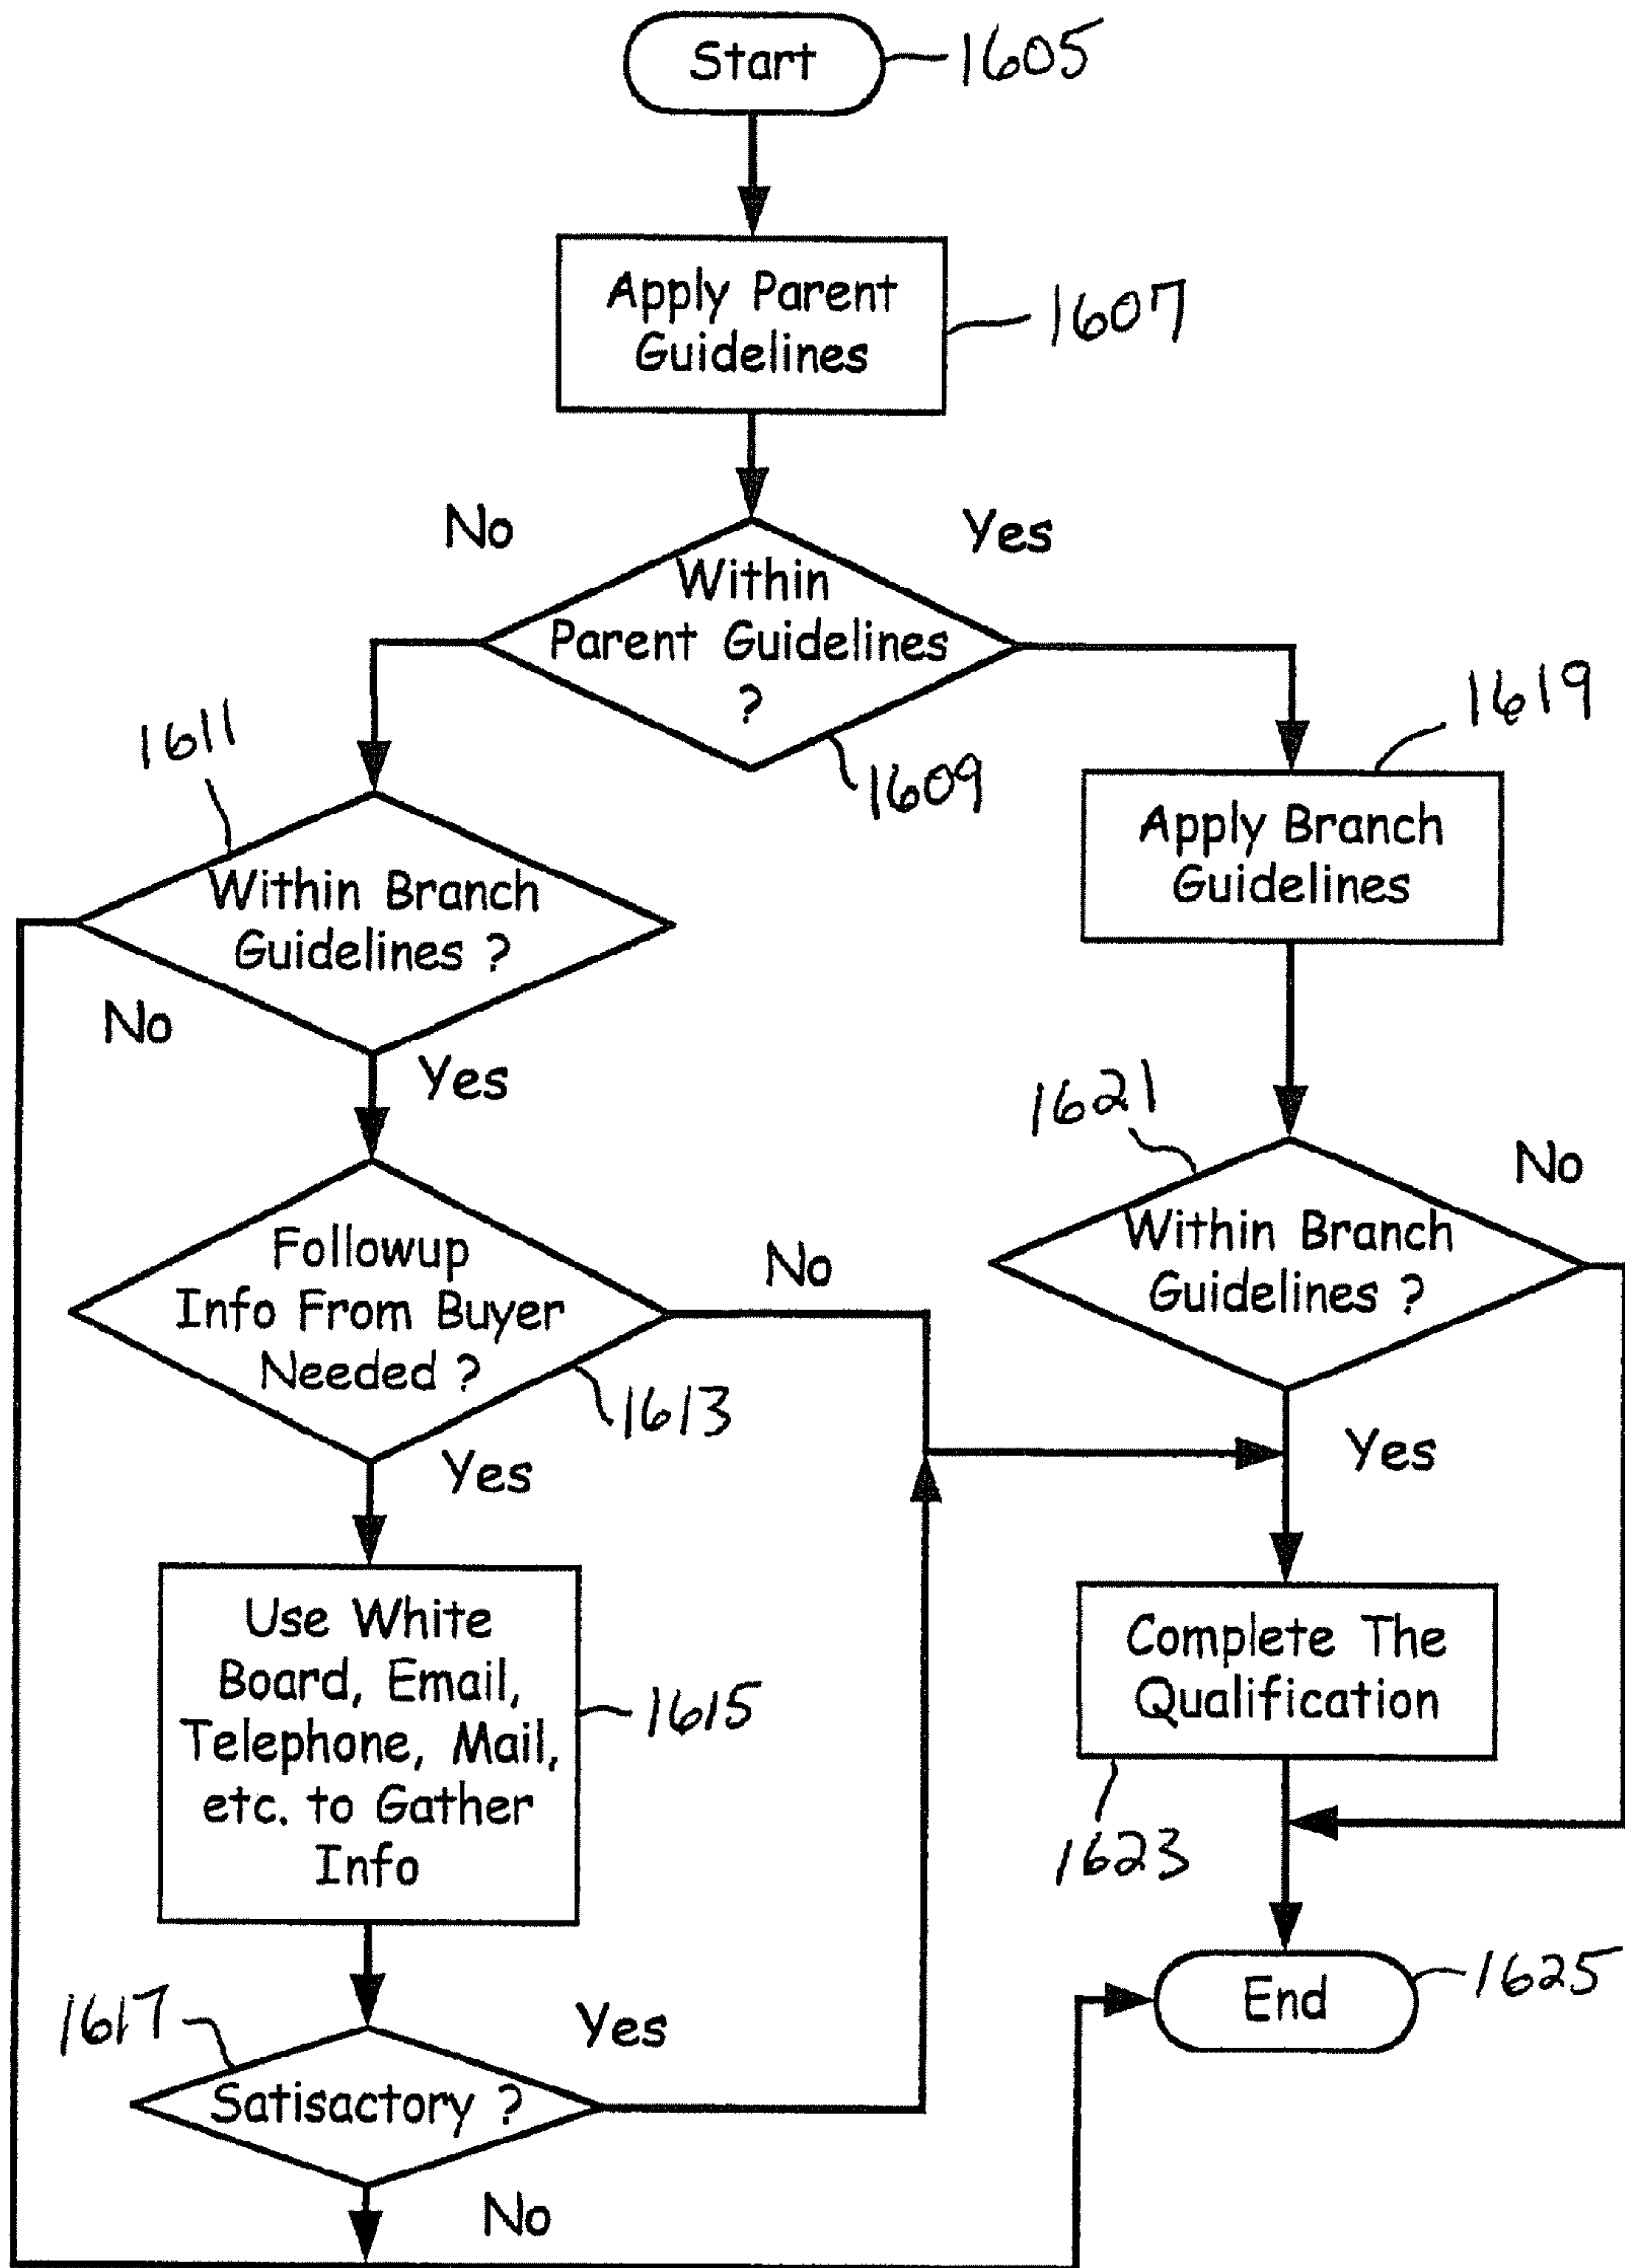 Start
1605
Apply Parent
Guidelines
1607
No
Yes
Within
Parent Guidelines
?
1609
1611
Within Branch
Guidelines ?
No
Yes
1619
Apply Branch
Guidelines
1621
Within Branch
Guidelines ?
No
Yes
Followup
Info From Buyer
Needed ?
No
1613
Yes
Use White
Board, Email,
Telephone, Mail,
etc. to Gather
Info
1615
Complete The
Qualification
1623
1617
Satisactory ?
Yes
No
End
1625